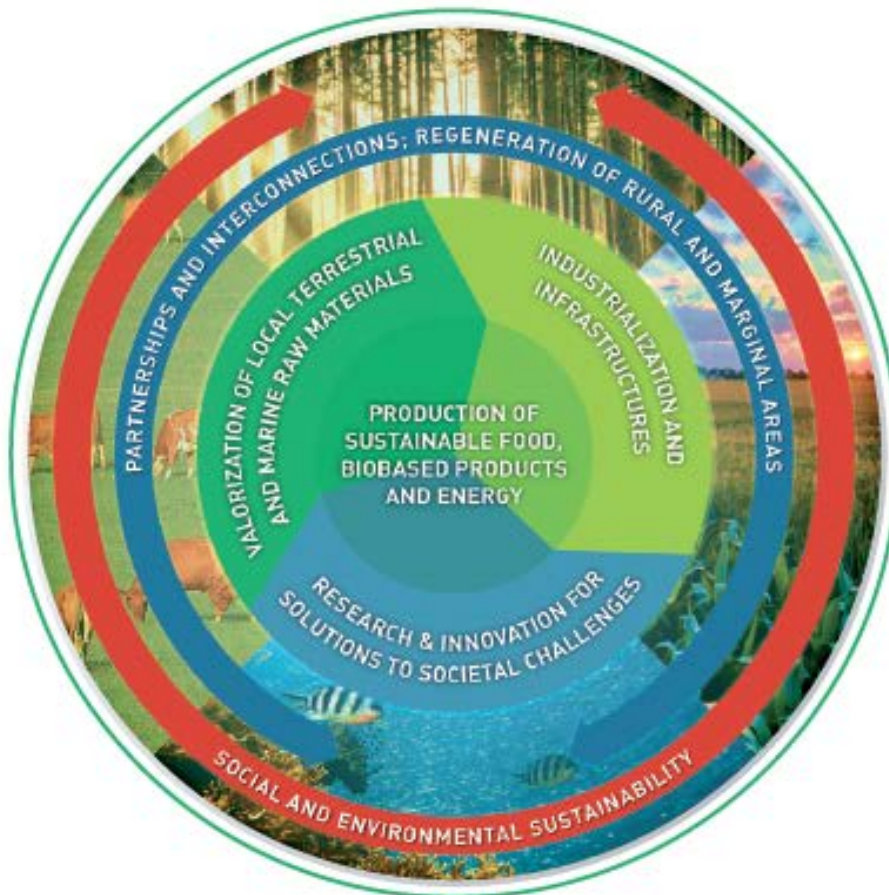 PARTNERSHIPS AND INTERCONNECTIONS; REGENERATION OF RURAL AND MARGINAL AREAS
VALORIZATION OF LOCAL TERRESTRIAL
AND MARINE RAW MATERIALS
INDUSTRIALIZATION AND
INFRASTRUCTURES
PRODUCTION OF
SUSTAINABLE FOOD,
BIOBASED PRODUCTS
AND ENERGY
RESEARCH & INNOVATION FOR
SOLUTIONS TO SOCIETAL CHALLENGES
SOCIAL AND ENVIRONMENTAL SUSTAINABILITY